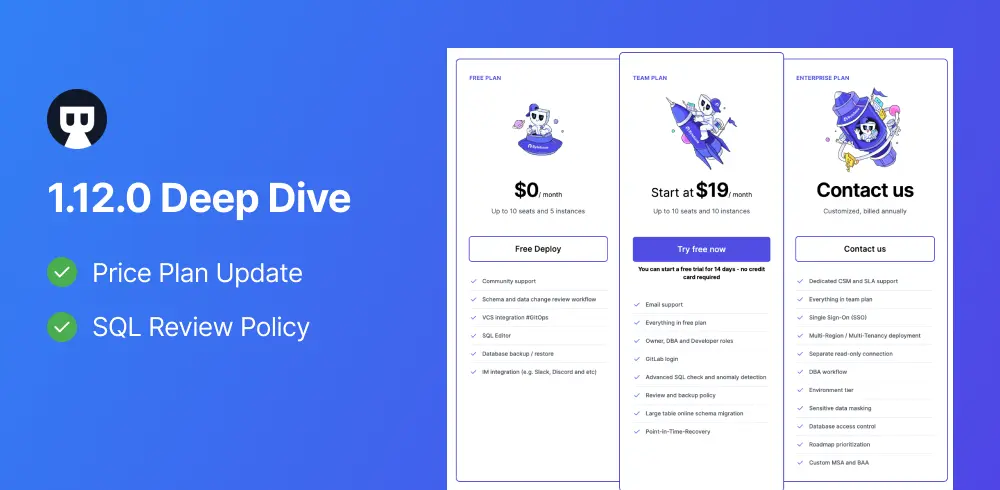 1.12.0 Deep Dive
Price Plan Update
SQL Review Policy
FREE PLAN
$0/ month
Up to 10 seats and 5 instances
Free Deploy
Community support
Schema and data change review workflow
VCS integration #GitOps
SQL Editor
Database backup / restore
IM integration (e.g. Slack, Discord and etc)
TEAM PLAN
Start at $19/ month
Up to 10 seats and 10 instances
Try free now
You can start a free trial for 14 days - no credit
card required
Email support
Everything in free plan
Owner, DBA and Developer roles
GitLab login
Advanced SQL check and anomaly detection
Review and backup policy
Large table online schema migration
Point-in-Time-Recovery
ENTERPRISE PLAN
Contact us
Customized, billed annually
Contact us
Dedicated CSM and SLA support
Everything in team plan
Single Sign-On (SSO)
Multi-Region / Multi-Tenancy deployment
Separate read-only connection
DBA workflow
Environment tier
Sensitive data masking
Database access control
Roadmap prioritization
Custom MSA and BAA